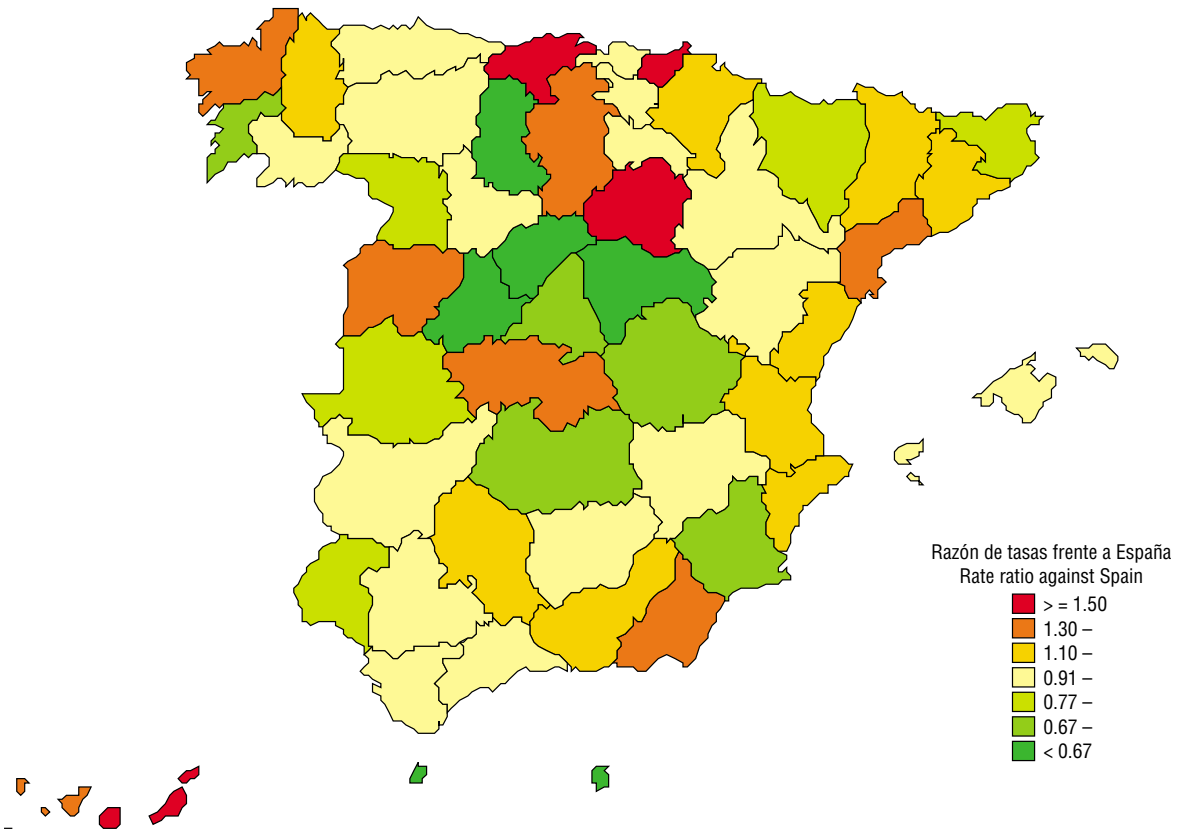 Razón de tasas frente a España
Rate ratio against Spain
> = 1.50
1.30 –
1.10 –
0.91 –
0.77 –
0.67 –
< 0.67